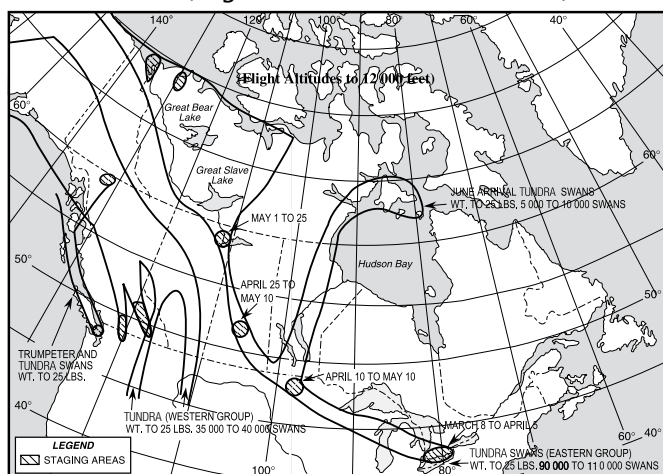 140°
120°
100°
80°
60°
40°
Flight Altitudes to 12 000 feet)
Great Bear
Lake
60°
Great Slave
Lake
60°
JUNE ARRIVAL TUNDRA SWANS
WT. TO 25 LBS, 5 000 TO 10 000 SWANS
MAY 1 TO 25
50°
Hudson Bay
APRIL 25 TO
MAY 10
50°
TRUMPETER AND
TUNDRA SWANS
WT. TO 25 LBS.
APRIL 10 TO MAY 10
40°
TUNDRA (WESTERN GROUP)
WT. TO 25 LBS. 35 000 TO 40 000 SWANS
MARCH 8 TO APRIL 5
40°
LEGEND
STAGING AREAS
TUNDRA SWANS (EASTERN GROUP)
WT. TO 25 LBS. 90 000 TO 110 000 SWANS
100°
80°
60°